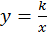 y = k/x